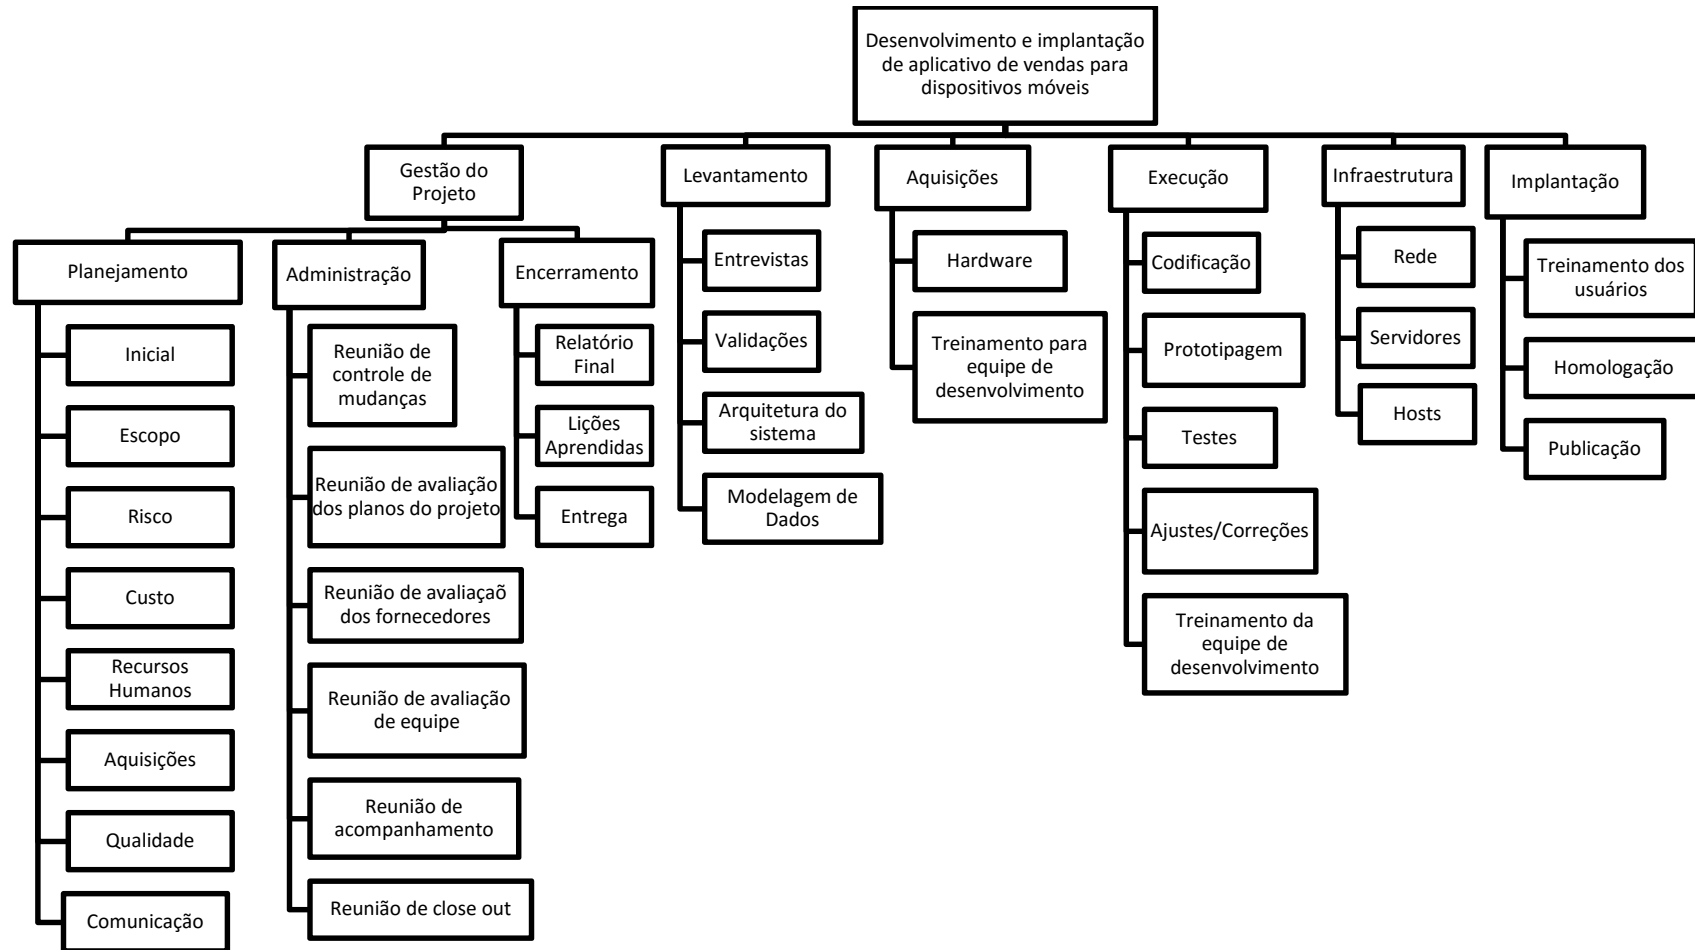 Desenvolvimento e implantação
de aplicativo de vendas para
dispositivos móveis
Gestão do
Projeto
Planejamento
Inicial
Escopo
Risco
Custo
Recursos
Humanos
Aquisições
Qualidade
Comunicação
Administração
Reunião de
controle de
mudanças
Reunião de avaliação
dos planos do projeto
Reunião de avaliaçaõ
dos fornecedores
Reunião de avaliação
de equipe
Reunião de
acompanhamento
Reunião de close out
Encerramento
Relatório
Final
Lições
Aprendidas
Entrega
Levantamento
Entrevistas
Validações
Arquitetura do
sistema
Modelagem de
Dados
Aquisições
Hardware
Treinamento para
equipe de
desenvolvimento
Execução
Codificação
Prototipagem
Testes
Ajustes/Correções
Treinamento da
equipe de
desenvolvimento
Infraestrutura
Rede
Servidores
Hosts
Implantação
Treinamento dos
usuários
Homologação
Publicação